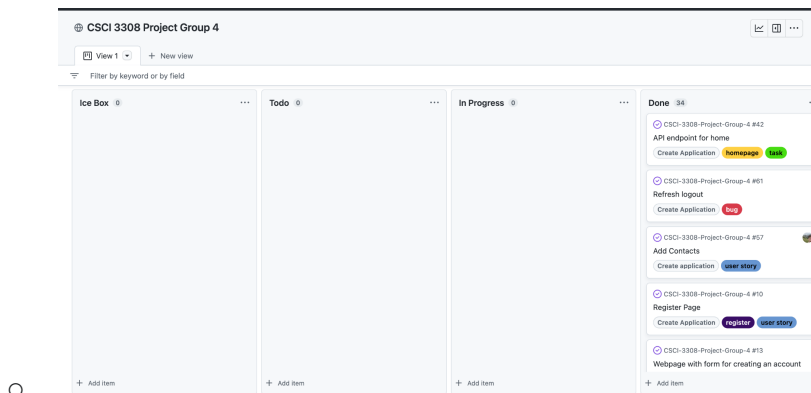 CSCI 3308 Project Group 4
View 1
+ New view
Filter by keyword or by field
Ice Box 0
Todo 0
In Progress 0
Done 34
CSCI-3308-Project-Group-4 #42
API endpoint for home
Create Application homepage task
CSCI-3308-Project-Group-4 #61
Refresh logout
Create Application bug
CSCI-3308-Project-Group-4 #57
Add Contacts
Create application user story
CSCI-3308-Project-Group-4 #10
Register Page
Create Application register user story
CSCI-3308-Project-Group-4 #13
Webpage with form for creating an account
+ Add item
+ Add item
+ Add item
+ Add item